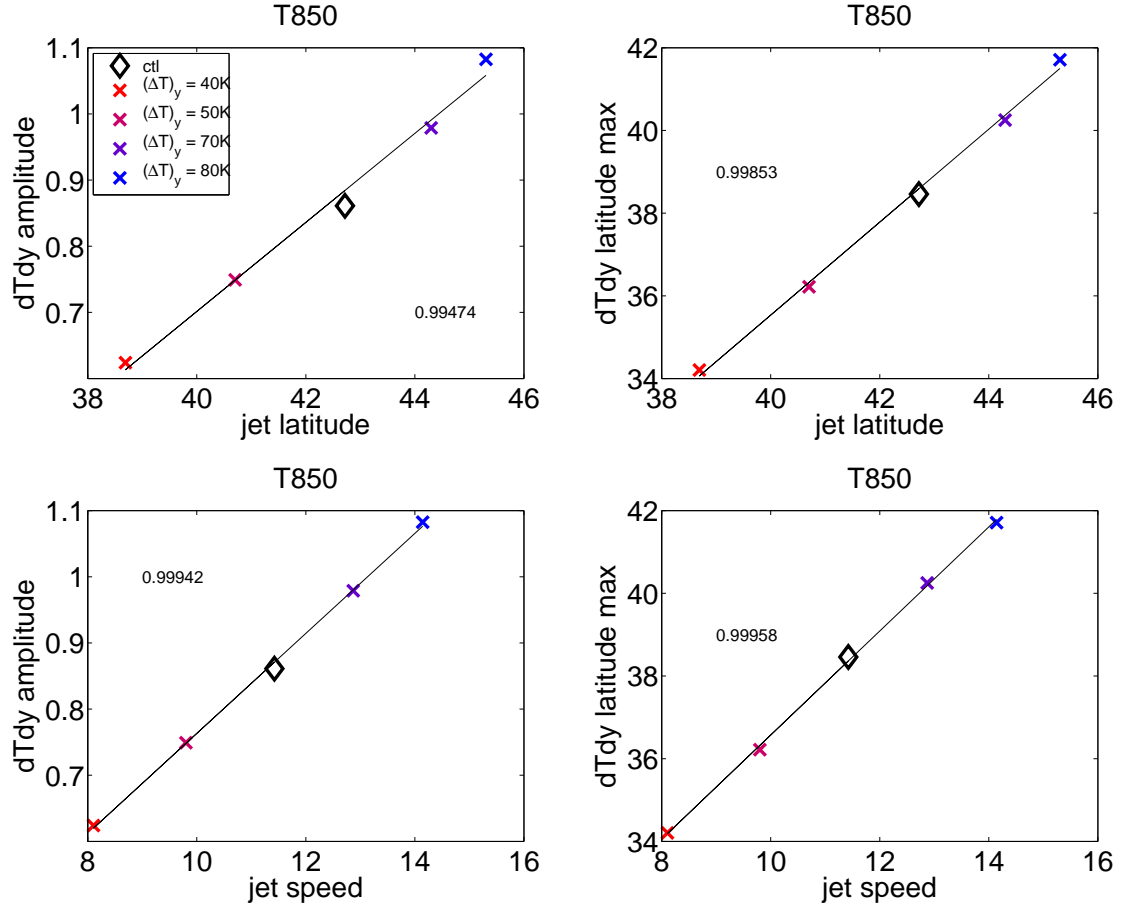 T850
1.1
1
0.9
0.8
0.7
dTdy amplitude
ctl
(ΔT)y = 40K
(ΔT)y = 50K
(ΔT)y = 70K
(ΔT)y = 80K
0.99474
38 40 42 44 46
jet latitude
T850
42
40
38
36
34
dTdy latitude max
0.99853
38 40 42 44 46
jet latitude
T850
1.1
1
0.9
0.8
0.7
dTdy amplitude
0.99942
8 10 12 14 16
jet speed
T850
42
40
38
36
34
dTdy latitude max
0.99958
8 10 12 14 16
jet speed